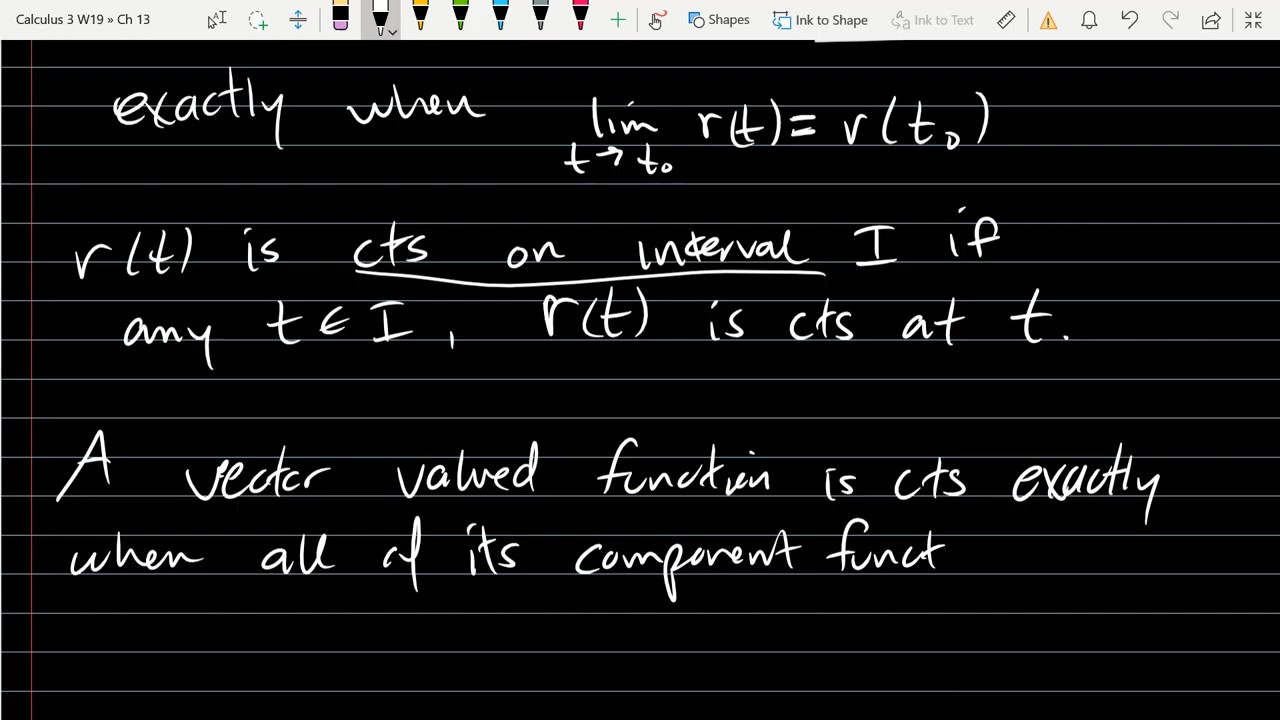 Calculus 3 W19 » Ch 13
Shapes Ink to Shape Ink to Text
exactly when lim r(t) = r(t₀)
t → t₀
r(t) is cts on interval I if
any t ∈ I, r(t) is cts at t.
A vector valued function is cts exactly
when all of its component funct